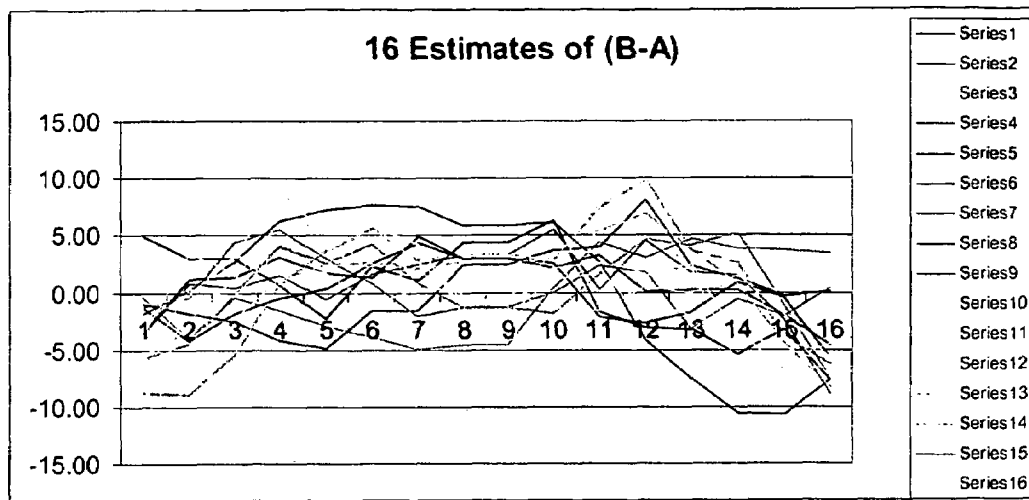 16 Estimates of (B-A)
15.00
10.00
5.00
0.00
-5.00
-10.00
-15.00
1 2 3 4 5 6 7 8 9 10 11 12 13 14 15 16
Series1
Series2
Series3
Series4
Series5
Series6
Series7
Series8
Series9
Series10
Series11
Series12
Series13
Series14
Series15
Series16